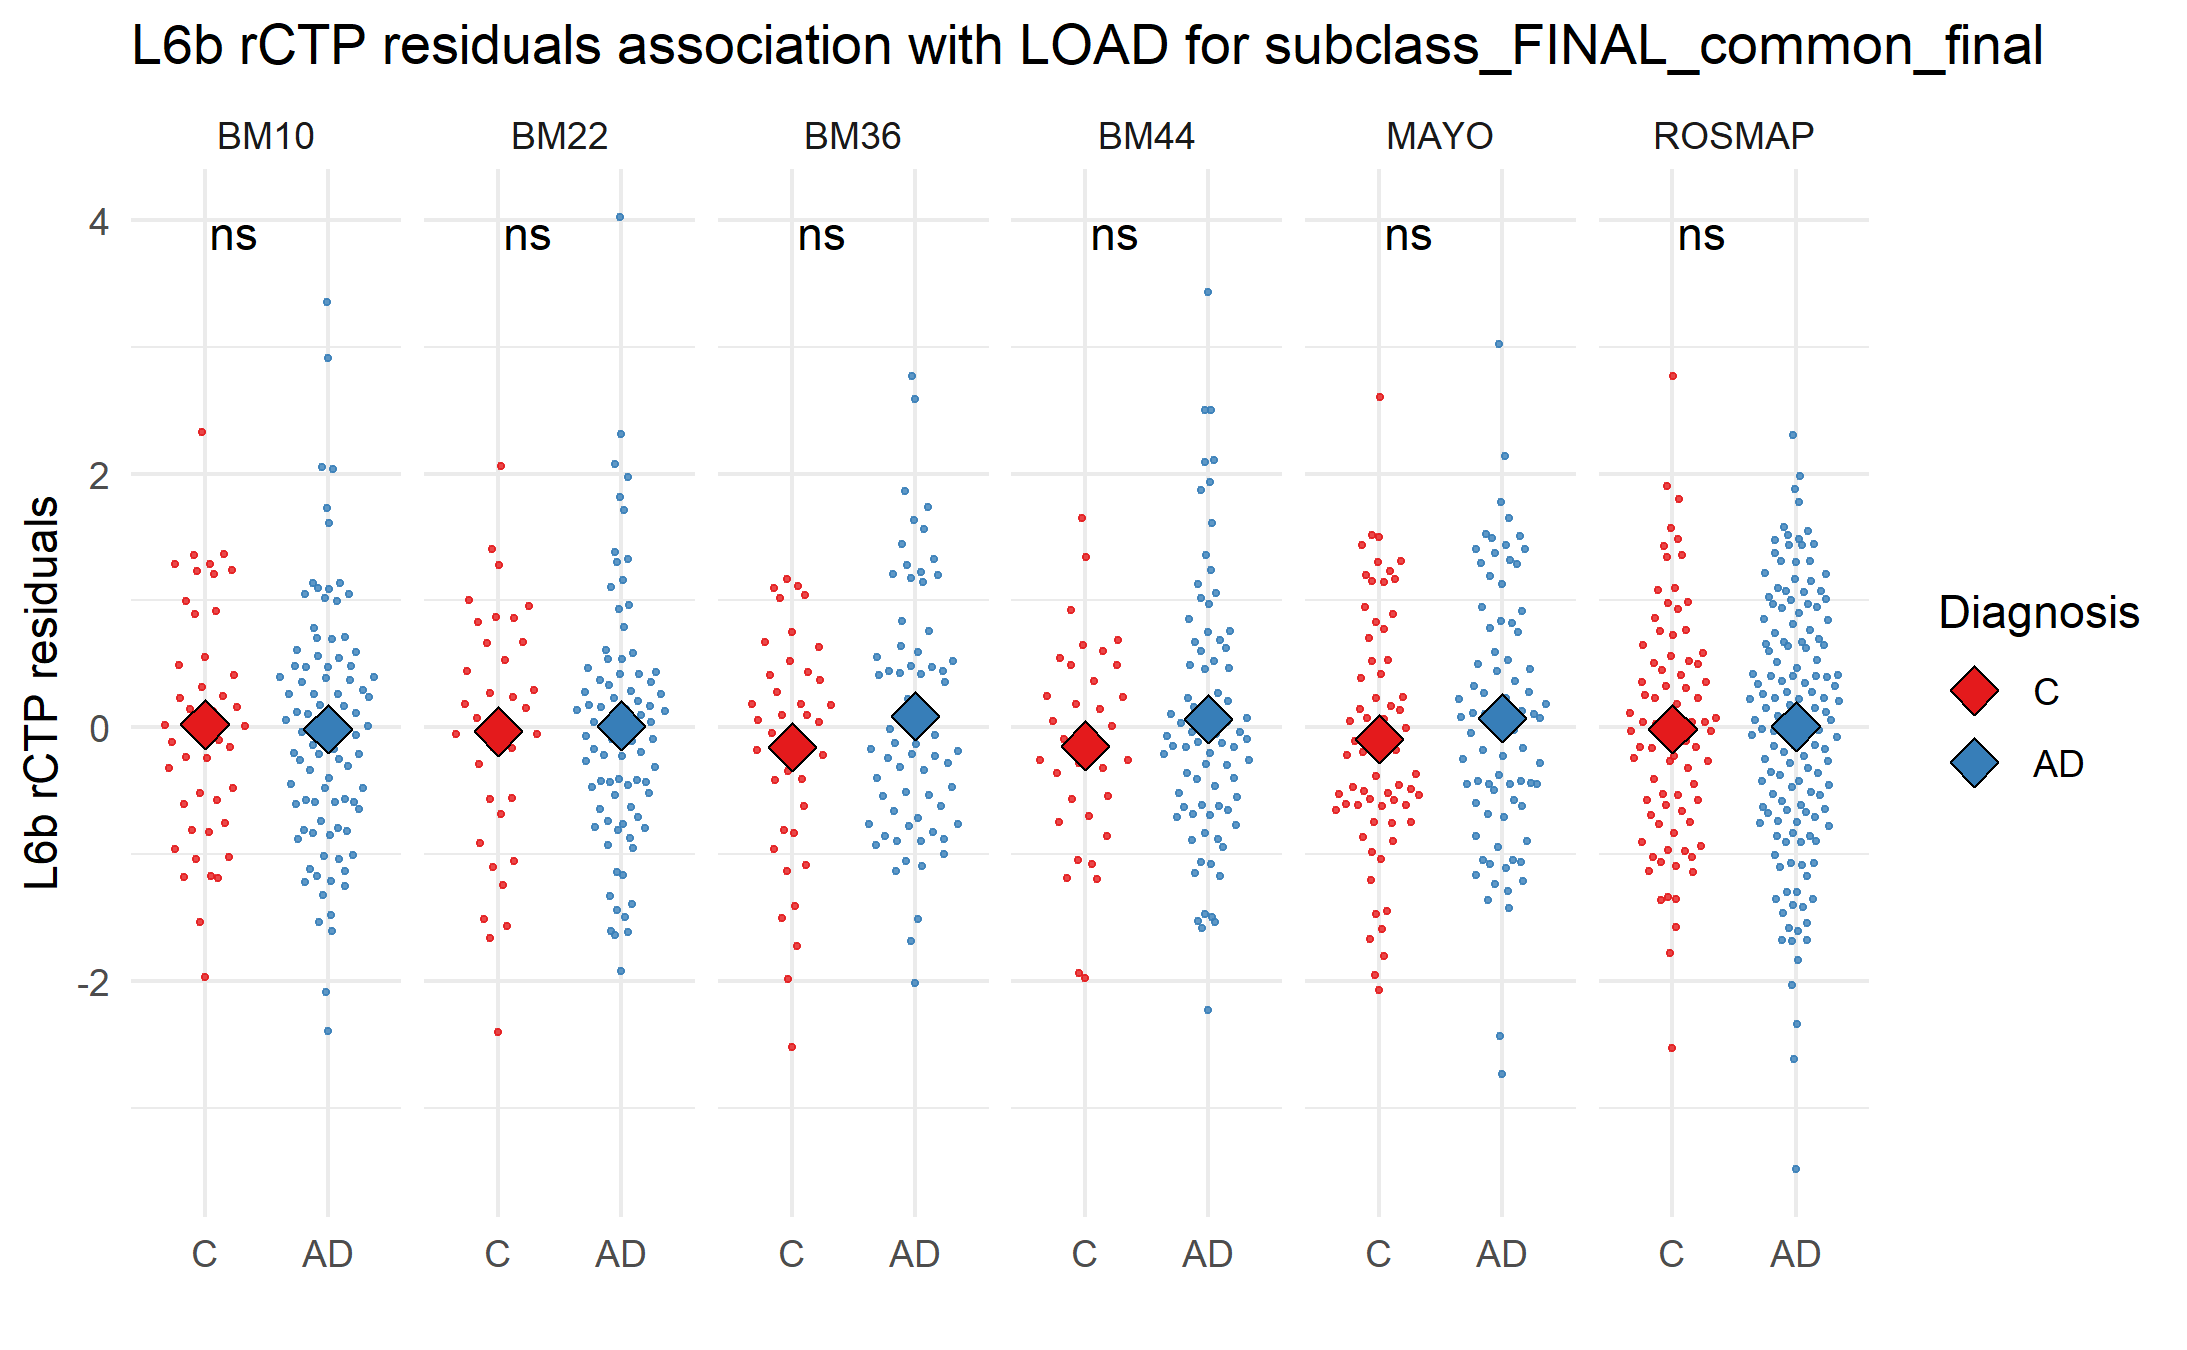 L6b rCTP residuals association with LOAD for subclass_FINAL_common_final
BM10 BM22 BM36 BM44 MAYO ROSMAP
ns ns ns ns ns ns
4
2
0
-2
L6b rCTP residuals
C AD C AD C AD C AD C AD C AD
Diagnosis
C
AD